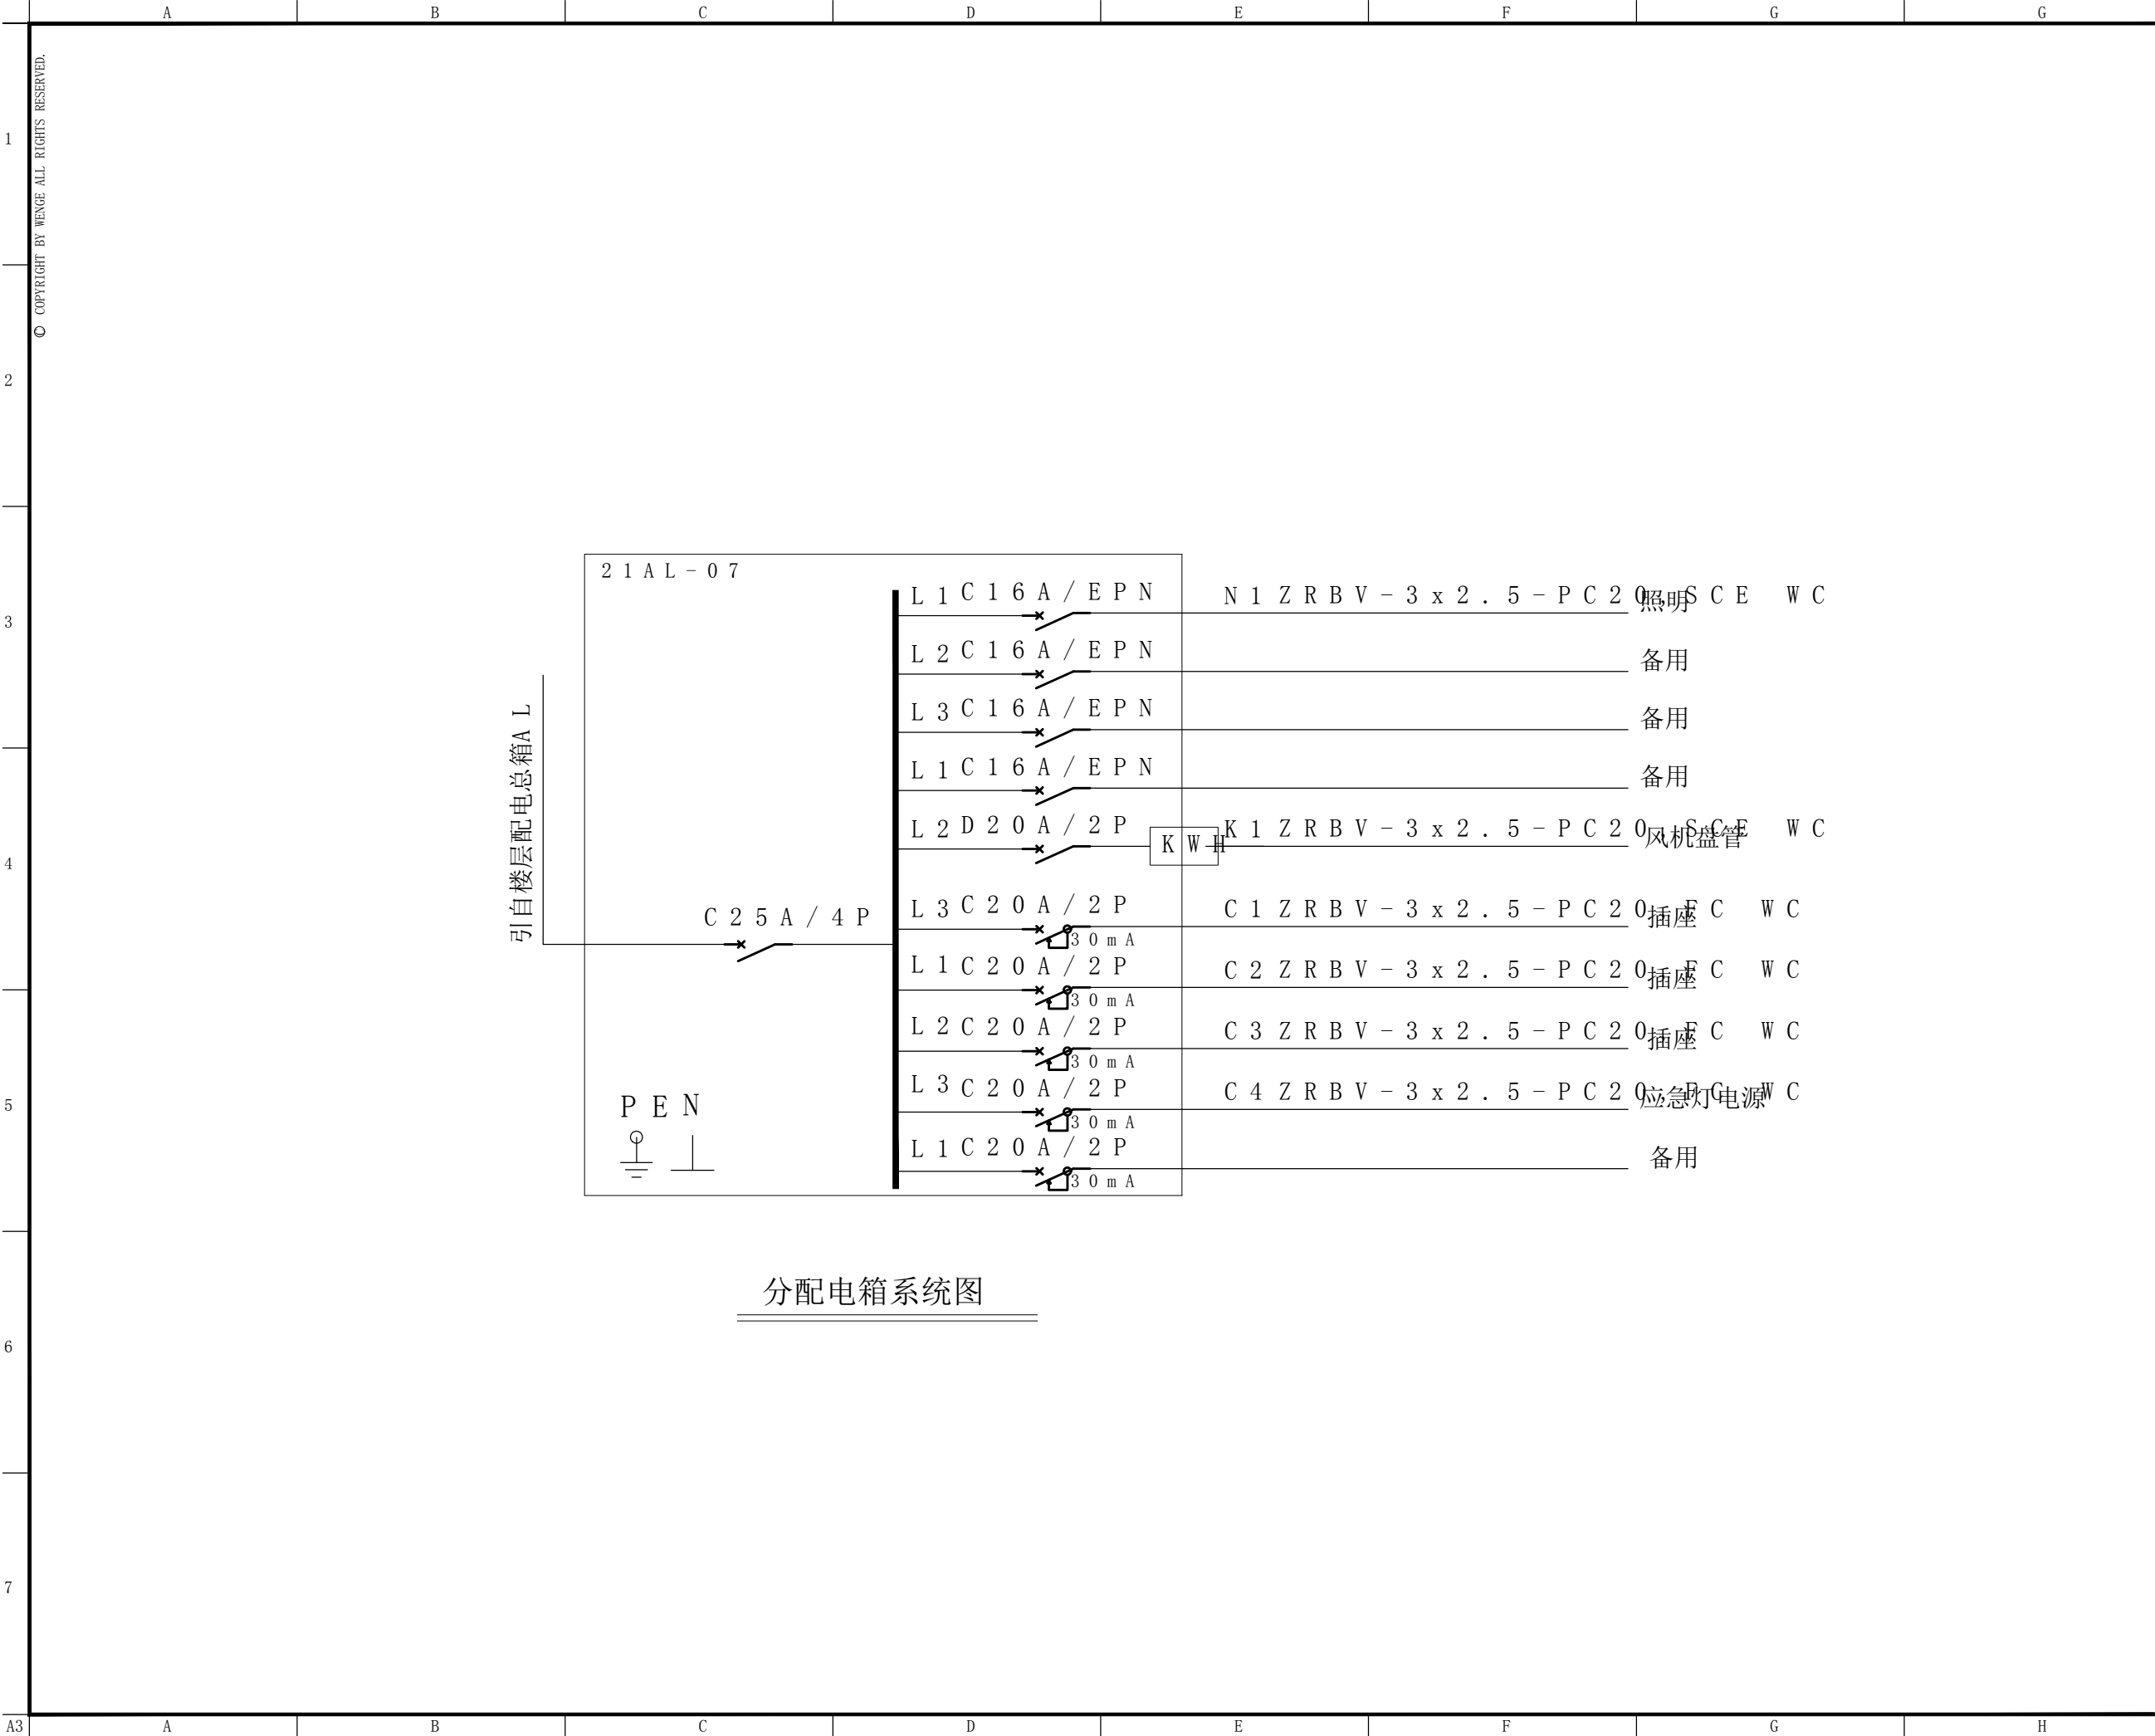 A B C D E F G G
© COPYRIGHT BY WENGE ALL RIGHTS RESERVED.
1
2
3
4
5
6
7
21AL-07
引自楼层配电总箱AL
C25A/4P
PEN
L1 C16A/EPN N1 ZRBV-3x2.5-PC20,SCE WC 照明
L2 C16A/EPN 备用
L3 C16A/EPN 备用
L1 C16A/EPN 备用
L2 D20A/2P KWH K1 ZRBV-3x2.5-PC20,SCE WC 风机盘管
L3 C20A/2P 30mA C1 ZRBV-3x2.5-PC20,FC WC 插座
L1 C20A/2P 30mA C2 ZRBV-3x2.5-PC20,FC WC 插座
L2 C20A/2P 30mA C3 ZRBV-3x2.5-PC20,FC WC 插座
L3 C20A/2P 30mA C4 ZRBV-3x2.5-PC20,FC WC 应急灯电源
L1 C20A/2P 30mA 备用
分配电箱系统图
A3 A B C D E F G H